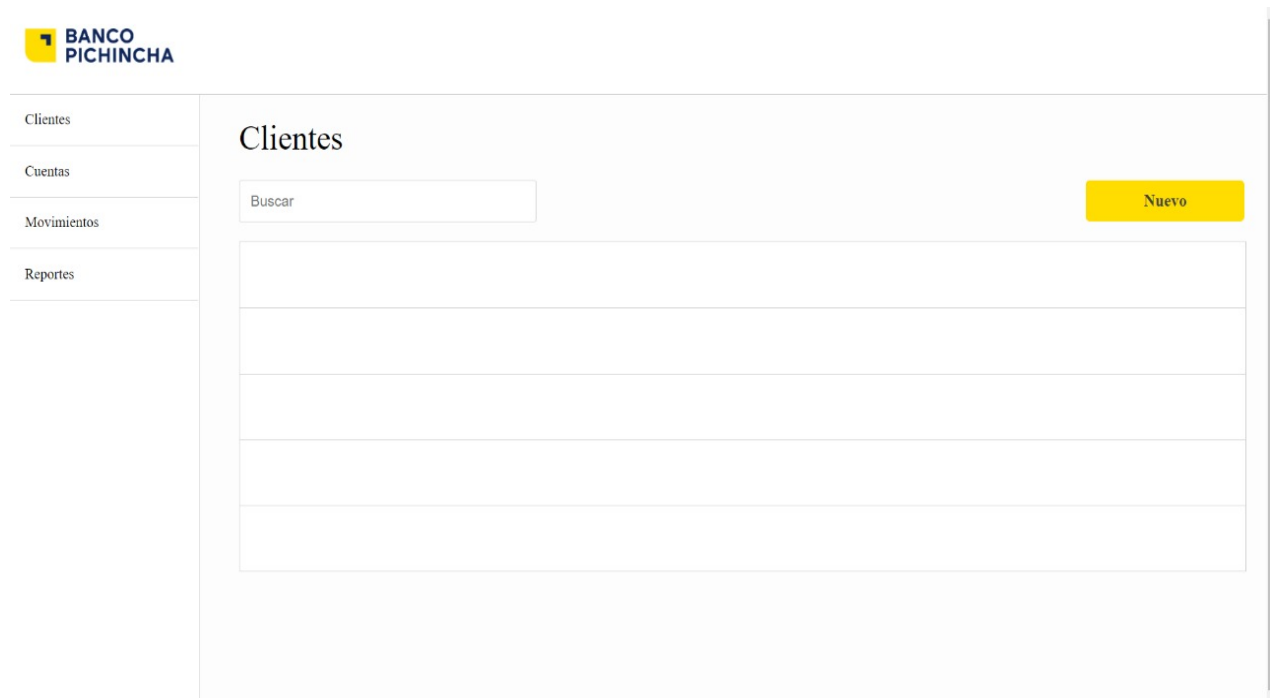 BANCO
PICHINCHA
Clientes
Cuentas
Movimientos
Reportes
Clientes
Buscar
Nuevo